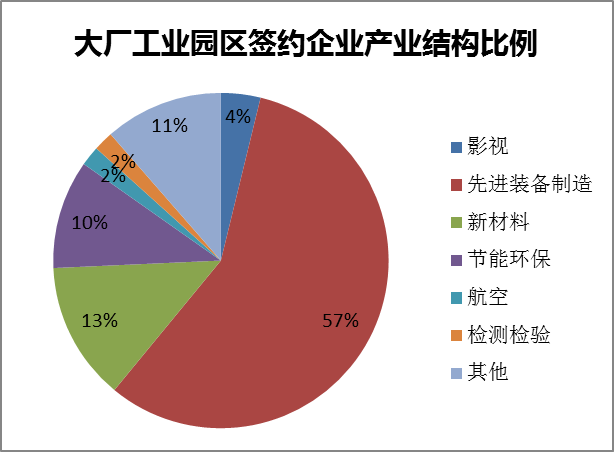 大厂工业园区签约企业产业结构比例
4%
57%
13%
10%
2%
2%
11%
影视
先进装备制造
新材料
节能环保
航空
检测检验
其他